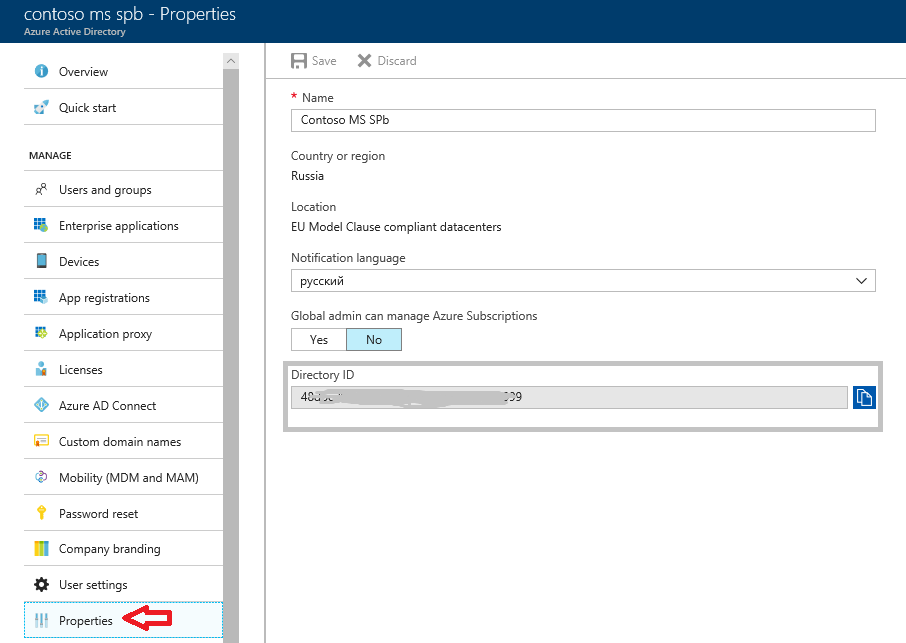 contoso ms spb - Properties
Azure Active Directory
Overview
Quick start
MANAGE
Users and groups
Enterprise applications
Devices
App registrations
Application proxy
Licenses
Azure AD Connect
Custom domain names
Mobility (MDM and MAM)
Password reset
Company branding
User settings
Properties
Save Discard
* Name
Contoso MS SPb
Country or region
Russia
Location
EU Model Clause compliant datacenters
Notification language
русский
Global admin can manage Azure Subscriptions
Yes No
Directory ID